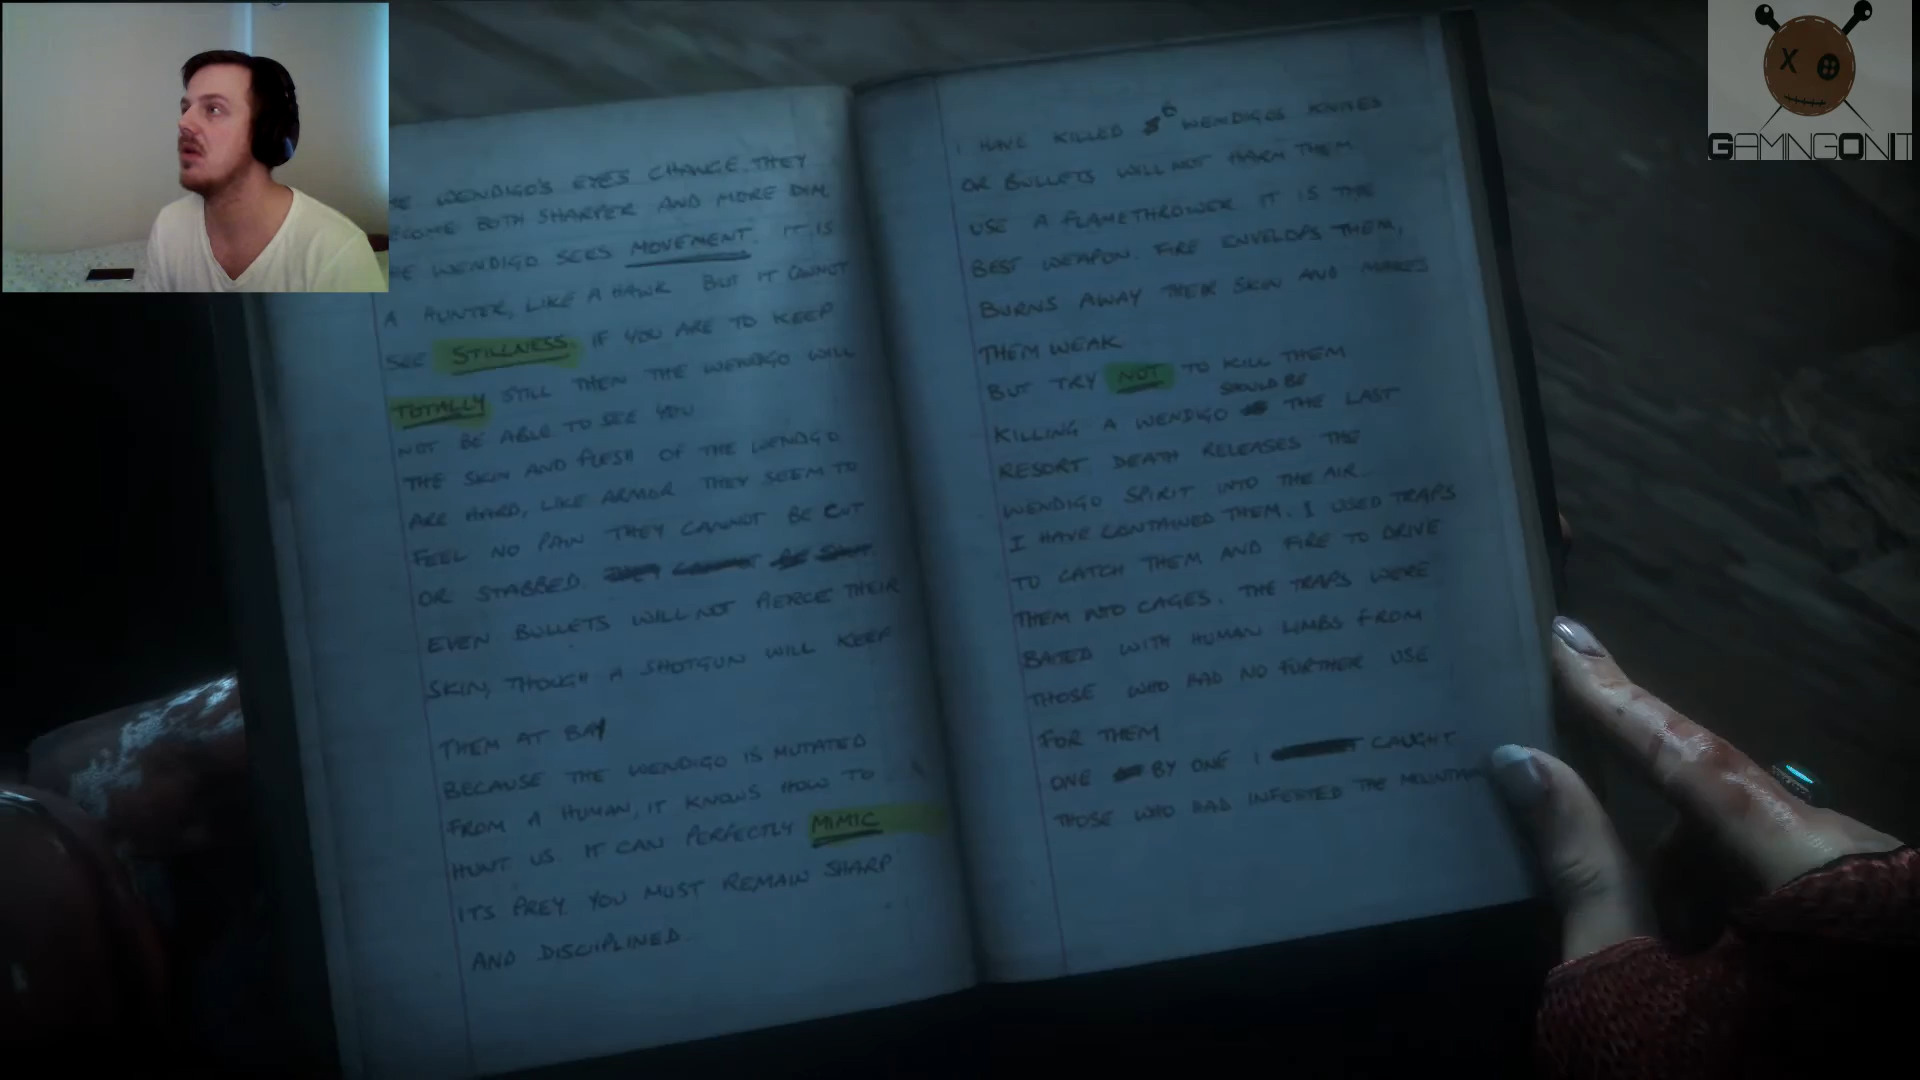 WENDIGO'S EYES CHANGE. THEY
BOTH SHARPER AND MORE DIM.
WENDIGO SEES MOVEMENT. IT IS
A HUNTER, LIKE A HAWK BUT IT CANNOT
SEE STILLNESS IF YOU ARE TO KEEP
TOTALLY STILL THEN THE WENDIGO WILL
NOT BE ABLE TO SEE YOU
THE SKIN AND FLESH OF THE WENDIGO
ARE HARD, LIKE ARMOR THEY SEEM TO
FEEL NO PAIN THEY CANNOT BE CUT
OR STABBED.
EVEN BULLETS WILL NOT PIERCE THEIR
SKIN, THOUGH A SHOTGUN WILL KEEP
THEM AT BAY
BECAUSE THE WENDIGO IS MUTATED
FROM A HUMAN, IT KNOWS HOW TO
HUNT US. IT CAN PERFECTLY MIMIC
ITS PREY. YOU MUST REMAIN SHARP
AND DISCIPLINED.
I HAVE KILLED 6 WENDIGOS KNIVES
OR BULLETS WILL NOT HARM THEM
USE A FLAMETHROWER IT IS THE
BEST WEAPON. FIRE ENVELOPS THEM,
BURNS AWAY THEIR SKIN AND MAKES
THEM WEAK
BUT TRY NOT TO KILL THEM
KILLING A WENDIGO SHOULD BE THE LAST
RESORT DEATH RELEASES THE
WENDIGO SPIRIT INTO THE AIR.
I HAVE CONTAINED THEM. I USED TRAPS
TO CATCH THEM AND FIRE TO DRIVE
THEM INTO CAGES. THE TRAPS WERE
BAITED WITH HUMAN LIMBS FROM
THOSE WHO HAD NO FURTHER USE
FOR THEM
ONE BY ONE I CAUGHT
THOSE WHO HAD INFESTED THE MOUNTAIN
GAMINGONIT